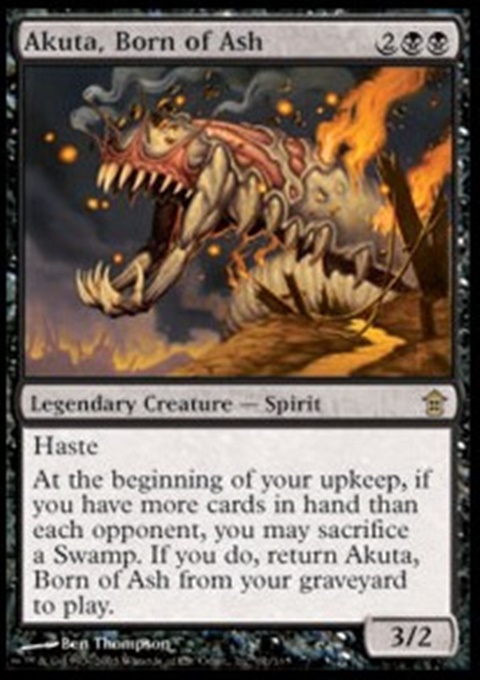 Akuta, Born of Ash 2
Legendary Creature — Spirit
Haste
At the beginning of your upkeep, if
you have more cards in hand than
each opponent, you may sacrifice
a Swamp. If you do, return Akuta,
Born of Ash from your graveyard
to play.
Ben Thompson
3/2